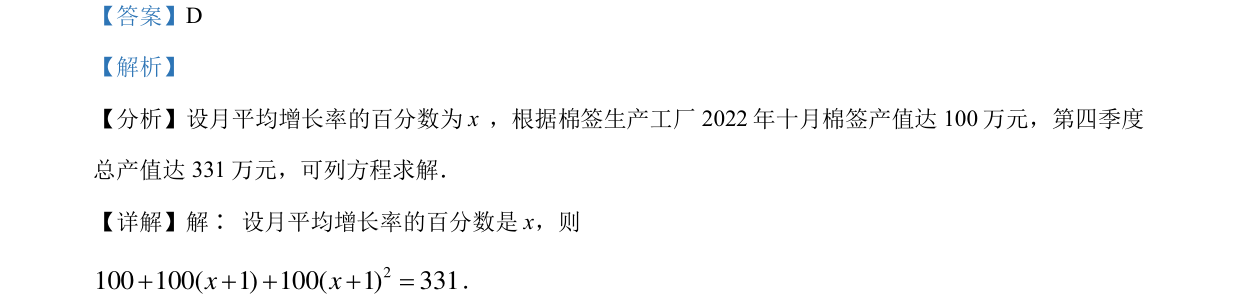 【答案】D
【解析】
【分析】设月平均增长率的百分数为 x ，根据棉签生产工厂 2022 年十月棉签产值达 100 万元，第四季度
总产值达 331 万元，可列方程求解．
【详解】解∶ 设月平均增长率的百分数是 x，则
100+100(x+1)+100(x+1)² =331．